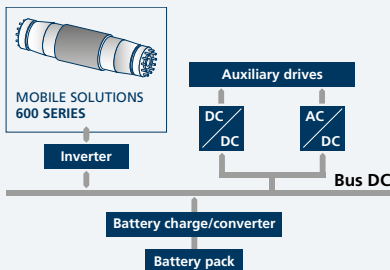 MOBILE SOLUTIONS
600 SERIES
Auxiliary drives
DC
DC
AC
DC
Inverter
Bus DC
Battery charge/converter
Battery pack